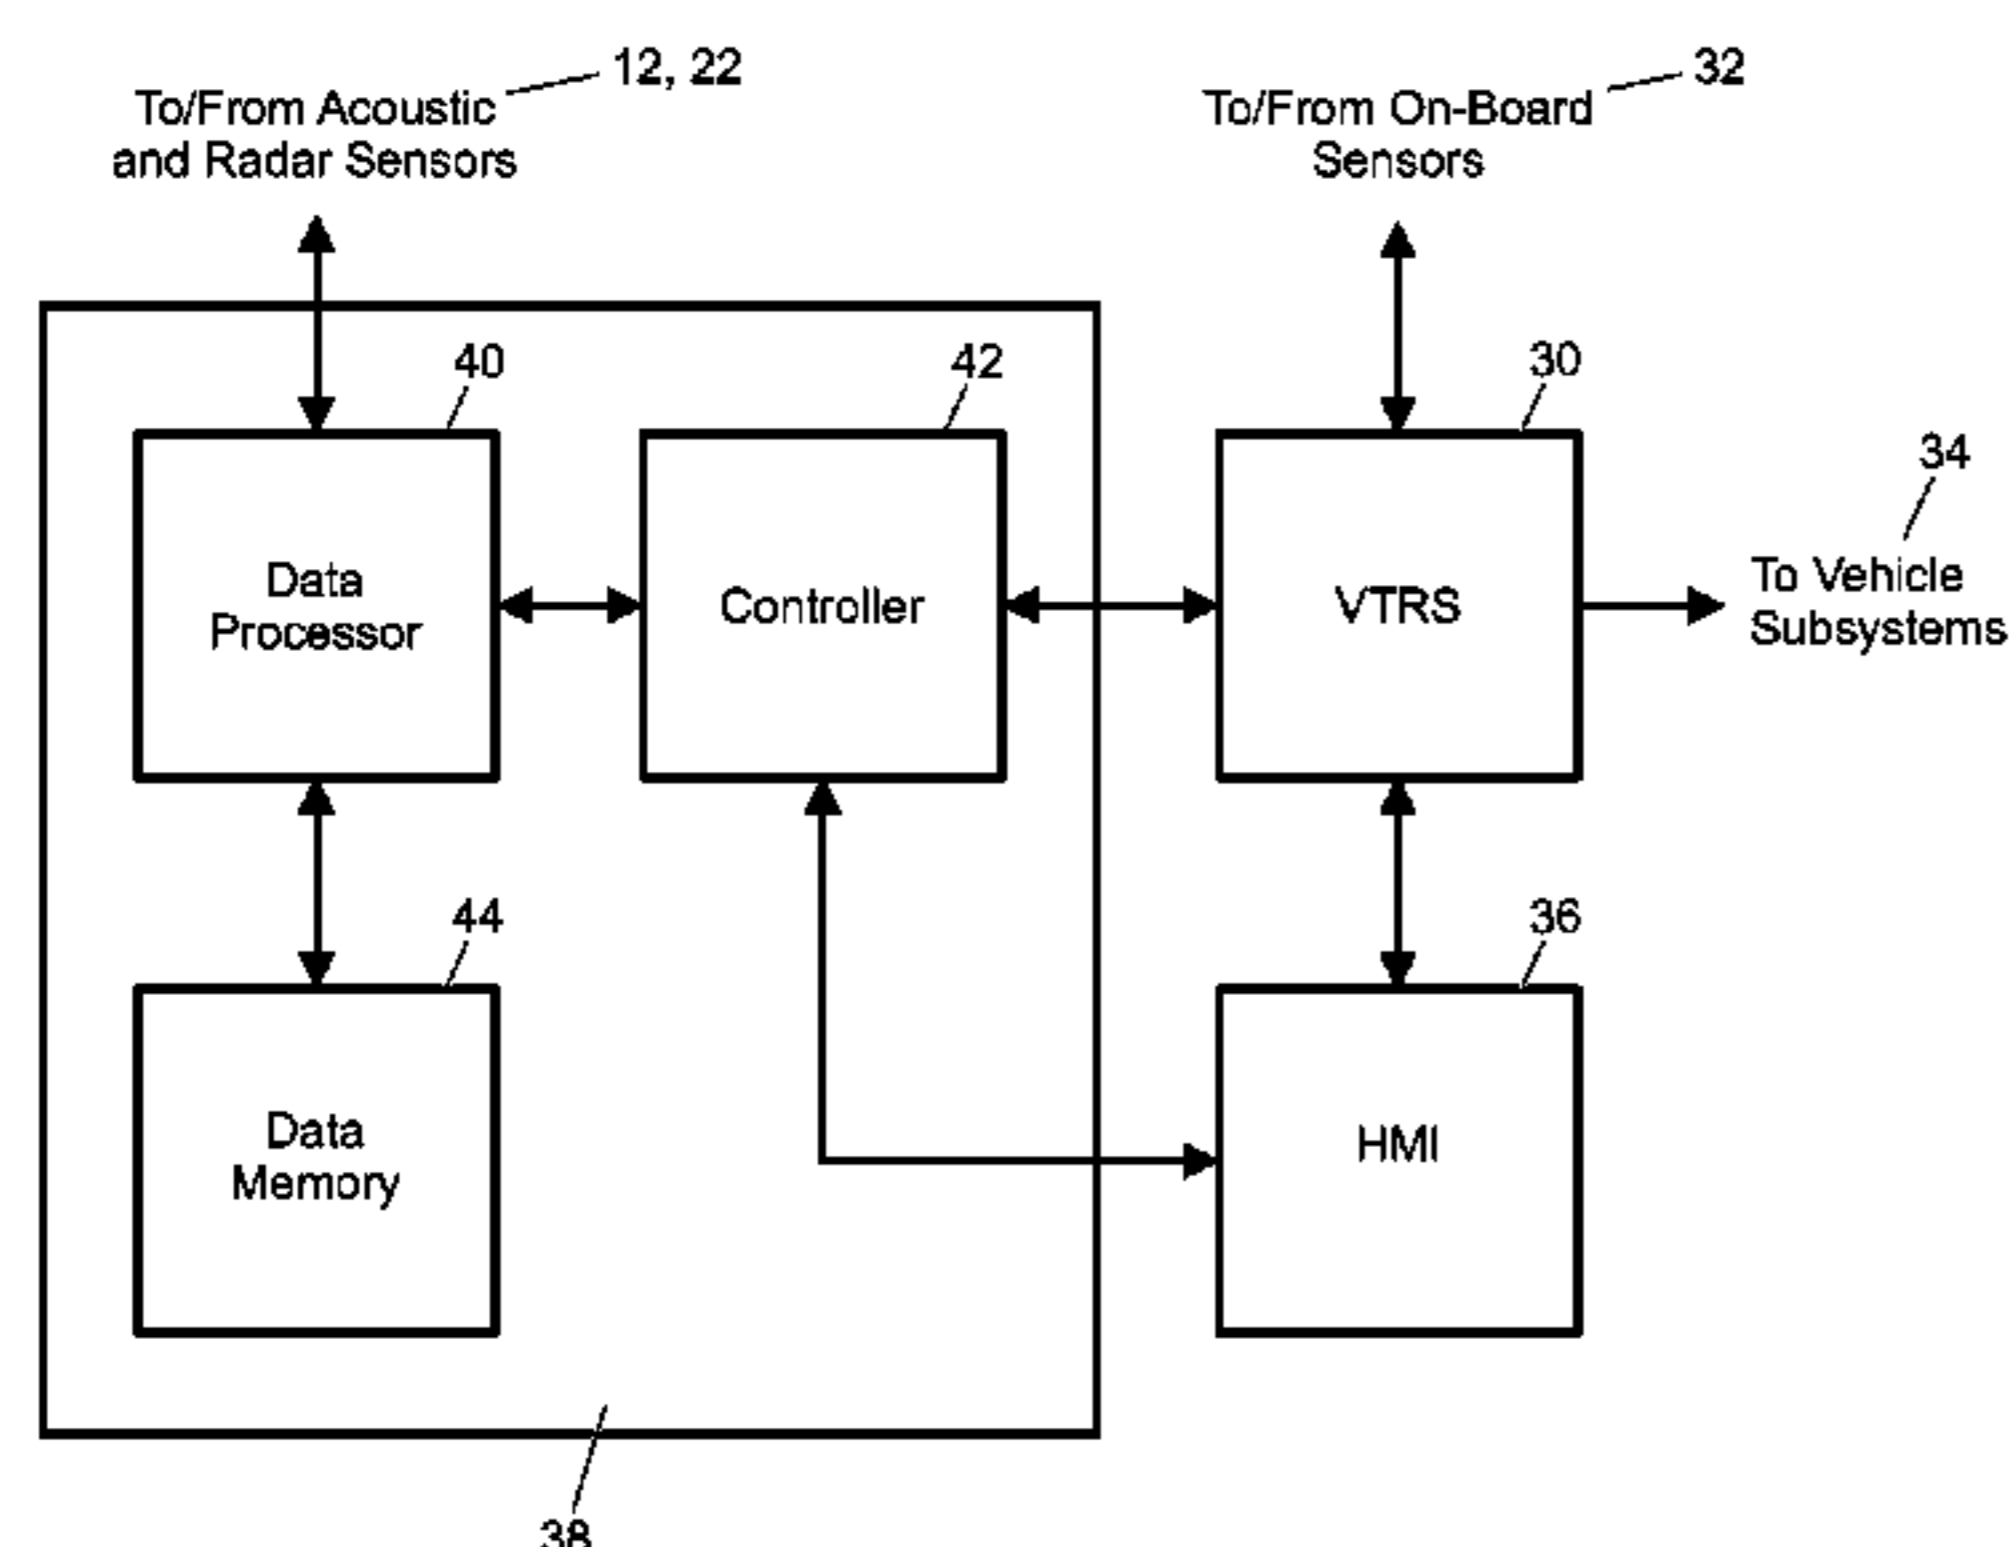 12, 22
To/From Acoustic
and Radar Sensors
32
To/From On-Board
Sensors
40
42
30
34
Data
Processor
Controller
VTRS
To Vehicle
Subsystems
44
36
Data
Memory
HMI
38